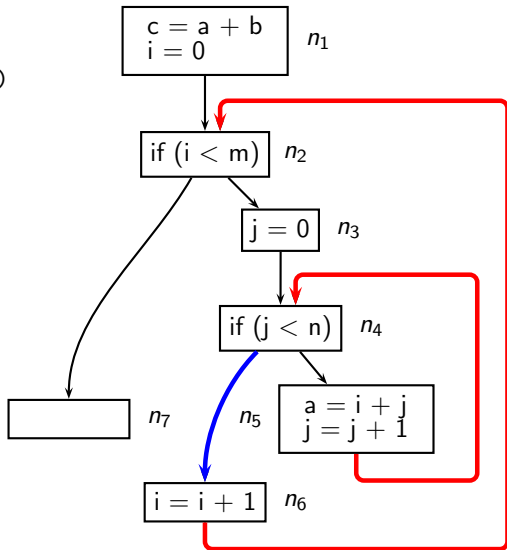 c = a + b
i = 0
n1
)
if (i < m)
n2
j = 0
n3
if (j < n)
n4
a = i + j
j = j + 1
n5
n7
i = i + 1
n6